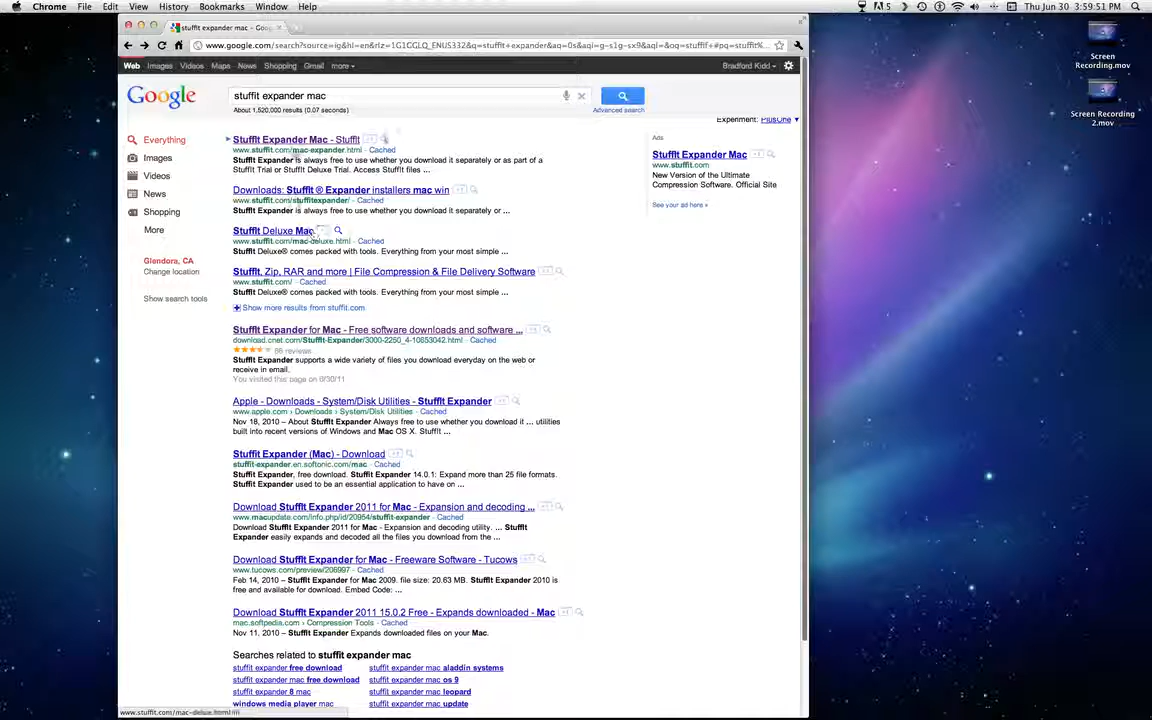 Chrome File Edit View History Bookmarks Window Help
A 5
Thu Jun 30 3:59:51 PM
stuffit expander mac - Goo
www.google.com/search?source=ig&hl=en&rlz=1G1GGLQ_ENUS332&q=stuffit+expander&aq=0s&aqi=g-s1g-sx9&aql=&oq=stuffit+#pq=stuffit%
Web Images Videos Maps News Shopping Gmail more
Bradford Kidd
Google
stuffit expander mac
About 1,520,000 results (0.07 seconds)
Advanced search
Experiment: PlusOne
Everything
Images
Videos
News
Shopping
More
Glendora, CA
Change location
Show search tools
StuffIt Expander Mac - StuffIt
www.stuffit.com/mac-expander.html - Cached
StuffIt Expander is always free to use whether you download it separately or as part of a
StuffIt Trial or StuffIt Deluxe Trial. Access StuffIt files ...
Downloads: StuffIt ® Expander installers mac win
www.stuffit.com/stuffitexpander/ - Cached
StuffIt Expander is always free to use whether you download it separately or ...
StuffIt Deluxe Mac
www.stuffit.com/mac-deluxe.html - Cached
StuffIt Deluxe® comes packed with tools. Everything from your most simple ...
StuffIt, Zip, RAR and more | File Compression & File Delivery Software
www.stuffit.com/ - Cached
StuffIt Deluxe® comes packed with tools. Everything from your most simple ...
Show more results from stuffit.com
StuffIt Expander for Mac - Free software downloads and software ...
download.cnet.com/StuffIt-Expander/3000-2250_4-10853042.html - Cached
66 reviews
StuffIt Expander supports a wide variety of files you download everyday on the web or
receive in email.
You visited this page on 6/30/11
Apple - Downloads - System/Disk Utilities - StuffIt Expander
www.apple.com › Downloads › System/Disk Utilities - Cached
Nov 18, 2010 – About StuffIt Expander Always free to use whether you download it ... utilities
built into recent versions of Windows and Mac OS X. StuffIt ...
StuffIt Expander (Mac) - Download
stuffit-expander.en.softonic.com/mac - Cached
StuffIt Expander, free download. StuffIt Expander 14.0.1: Expand more than 25 file formats.
StuffIt Expander used to be an essential application to have on ...
Download StuffIt Expander 2011 for Mac - Expansion and decoding ...
www.macupdate.com/info.php/id/20954/stuffit-expander - Cached
Download StuffIt Expander 2011 for Mac - Expansion and decoding utility. ... StuffIt
Expander easily expands and decoded all the files you download from the ...
Download StuffIt Expander for Mac - Freeware Software - Tucows
www.tucows.com/preview/206997 - Cached
Feb 14, 2010 – StuffIt Expander for Mac 2009. file size: 20.63 MB. StuffIt Expander 2010 is
free and available for download. Embed Code: ...
Download StuffIt Expander 2011 15.0.2 Free - Expands downloaded - Mac
mac.softpedia.com › Compression Tools - Cached
Nov 11, 2010 – StuffIt Expander Expands downloaded files on your Mac.
Searches related to stuffit expander mac
stuffit expander free download stuffit expander mac aladdin systems
stuffit expander mac free download stuffit expander mac os 9
stuffit expander 8 mac stuffit expander mac leopard
windows media player mac stuffit expander mac update
Ads
StuffIt Expander Mac
www.stuffit.com
New Version of the Ultimate
Compression Software. Official Site
See your ad here »
www.stuffit.com/mac-deluxe.html
Screen
Recording.mov
Screen Recording
2.mov